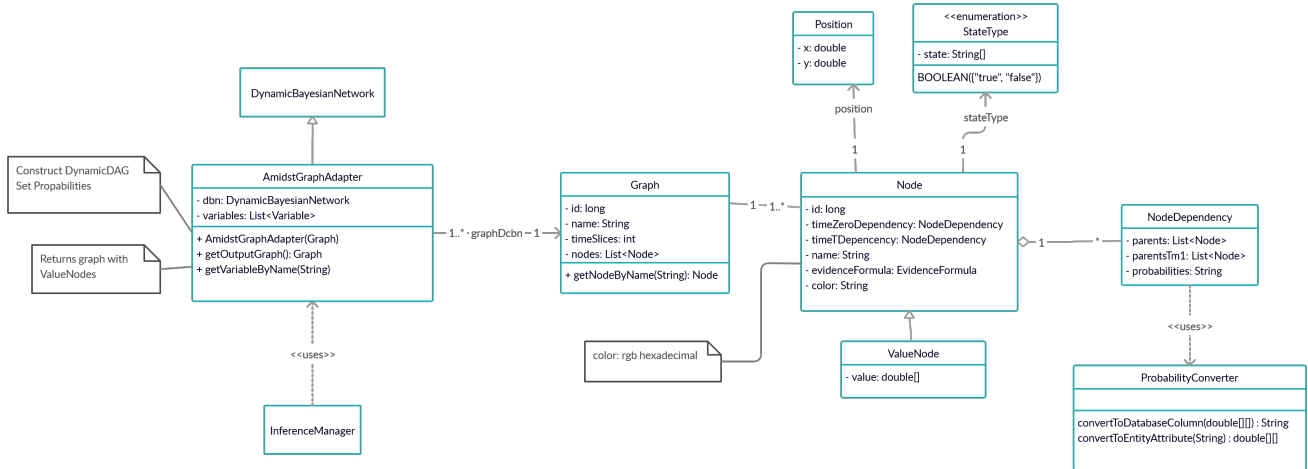 DynamicBayesianNetwork
Construct DynamicDAG
Set Propabilities
Returns graph with
ValueNodes
AmidstGraphAdapter
- dbn: DynamicBayesianNetwork
- variables: List<Variable>
+ AmidstGraphAdapter(Graph)
+ getOutputGraph(): Graph
+ getVariableByName(String)
<<uses>>
InferenceManager
1..* graphDcbn 1
Graph
- id: long
- name: String
- timeSlices: int
- nodes: List<Node>
+ getNodeByName(String): Node
1 1..*
color: rgb hexadecimal
Position
- x: double
- y: double
position
1
<<enumeration>>
StateType
- state: String[]
BOOLEAN({"true", "false"})
stateType
1
Node
- id: long
- timeZeroDependency: NodeDependency
- timeTDepencency: NodeDependency
- name: String
- evidenceFormula: EvidenceFormula
- color: String
ValueNode
- value: double[]
1 *
NodeDependency
- parents: List<Node>
- parentsTm1: List<Node>
- probabilities: String
<<uses>>
ProbabilityConverter
convertToDatabaseColumn(double[][]) : String
convertToEntityAttribute(String) : double[][]